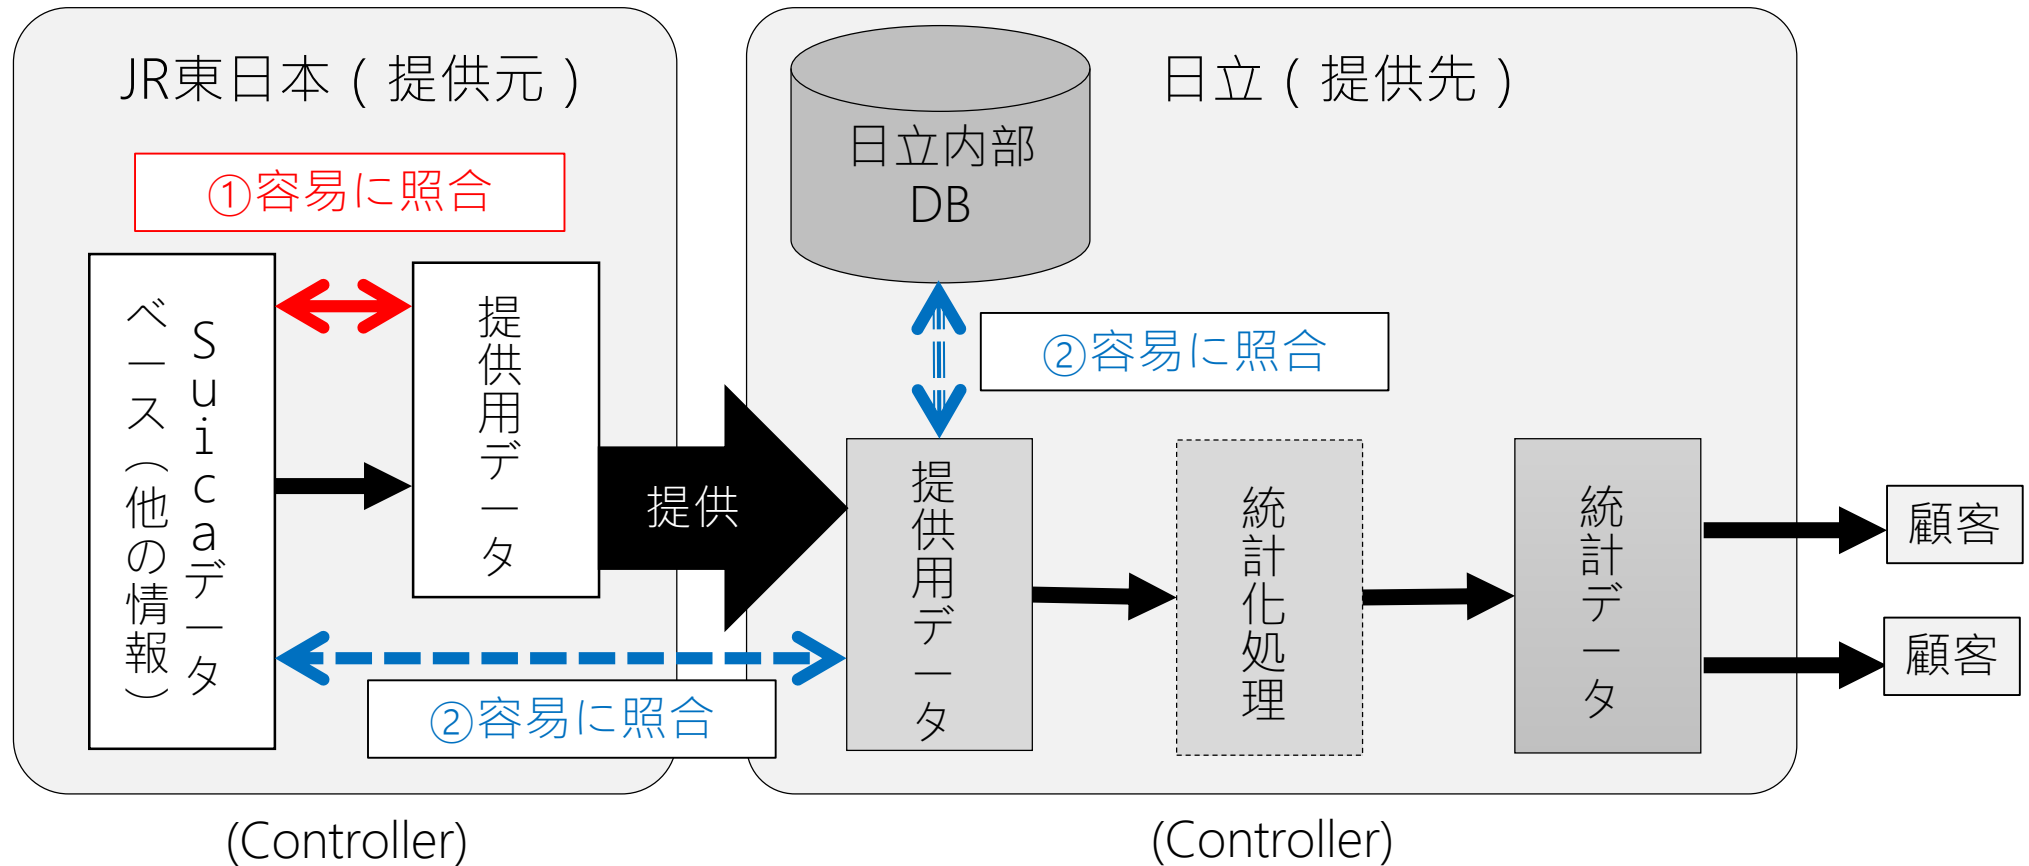 JR東日本（提供元）
日立（提供先）
日立内部
DB
①容易に照合
Suicaデータ
ベース（他の情報）
提供用データ
②容易に照合
提供
提供用データ
統計化処理
統計データ
顧客
顧客
②容易に照合
(Controller)
(Controller)